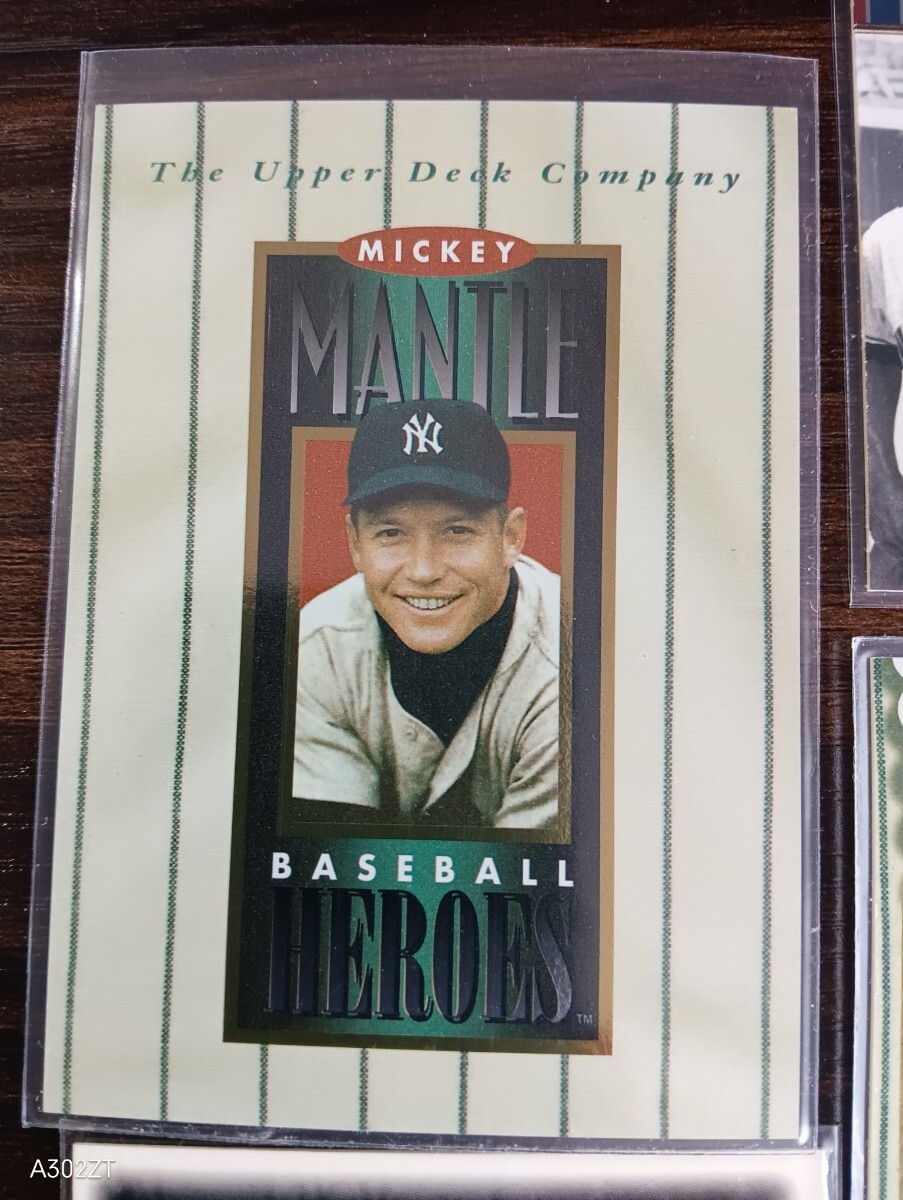 The Upper Deck Company
MICKEY
MANTLE
NY
BASEBALL
HEROES
TM
A302ZT